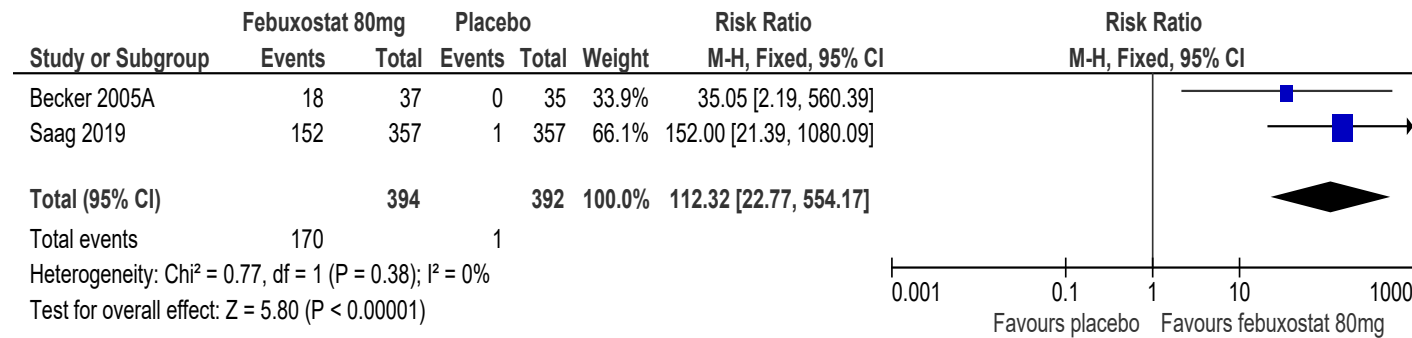 Febuxostat 80mg Placebo Risk Ratio Risk Ratio
Study or Subgroup Events Total Events Total Weight M-H, Fixed, 95% CI M-H, Fixed, 95% CI
Becker 2005A 18 37 0 35 33.9% 35.05 [2.19, 560.39]
Saag 2019 152 357 1 357 66.1% 152.00 [21.39, 1080.09]
Total (95% CI) 394 392 100.0% 112.32 [22.77, 554.17]
Total events 170 1
Heterogeneity: Chi² = 0.77, df = 1 (P = 0.38); I² = 0%
Test for overall effect: Z = 5.80 (P < 0.00001)
0.001 0.1 1 10 1000
Favours placebo Favours febuxostat 80mg